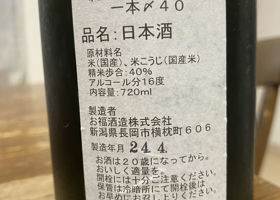 一本〆40
品名:日本酒
原材料名
米(国産)、米こうじ(国産米)
精米歩合:40%
アルコール分16度
内容量:720ml
製造者
お福酒造株式会社
新潟県長岡市横枕町606
製造年月 24.4
お酒は20歳になってから。
おいしく適量を。
開栓には十分ご注意ください。
保管は冷暗所にて開栓後は
お早めにお召し上りください。